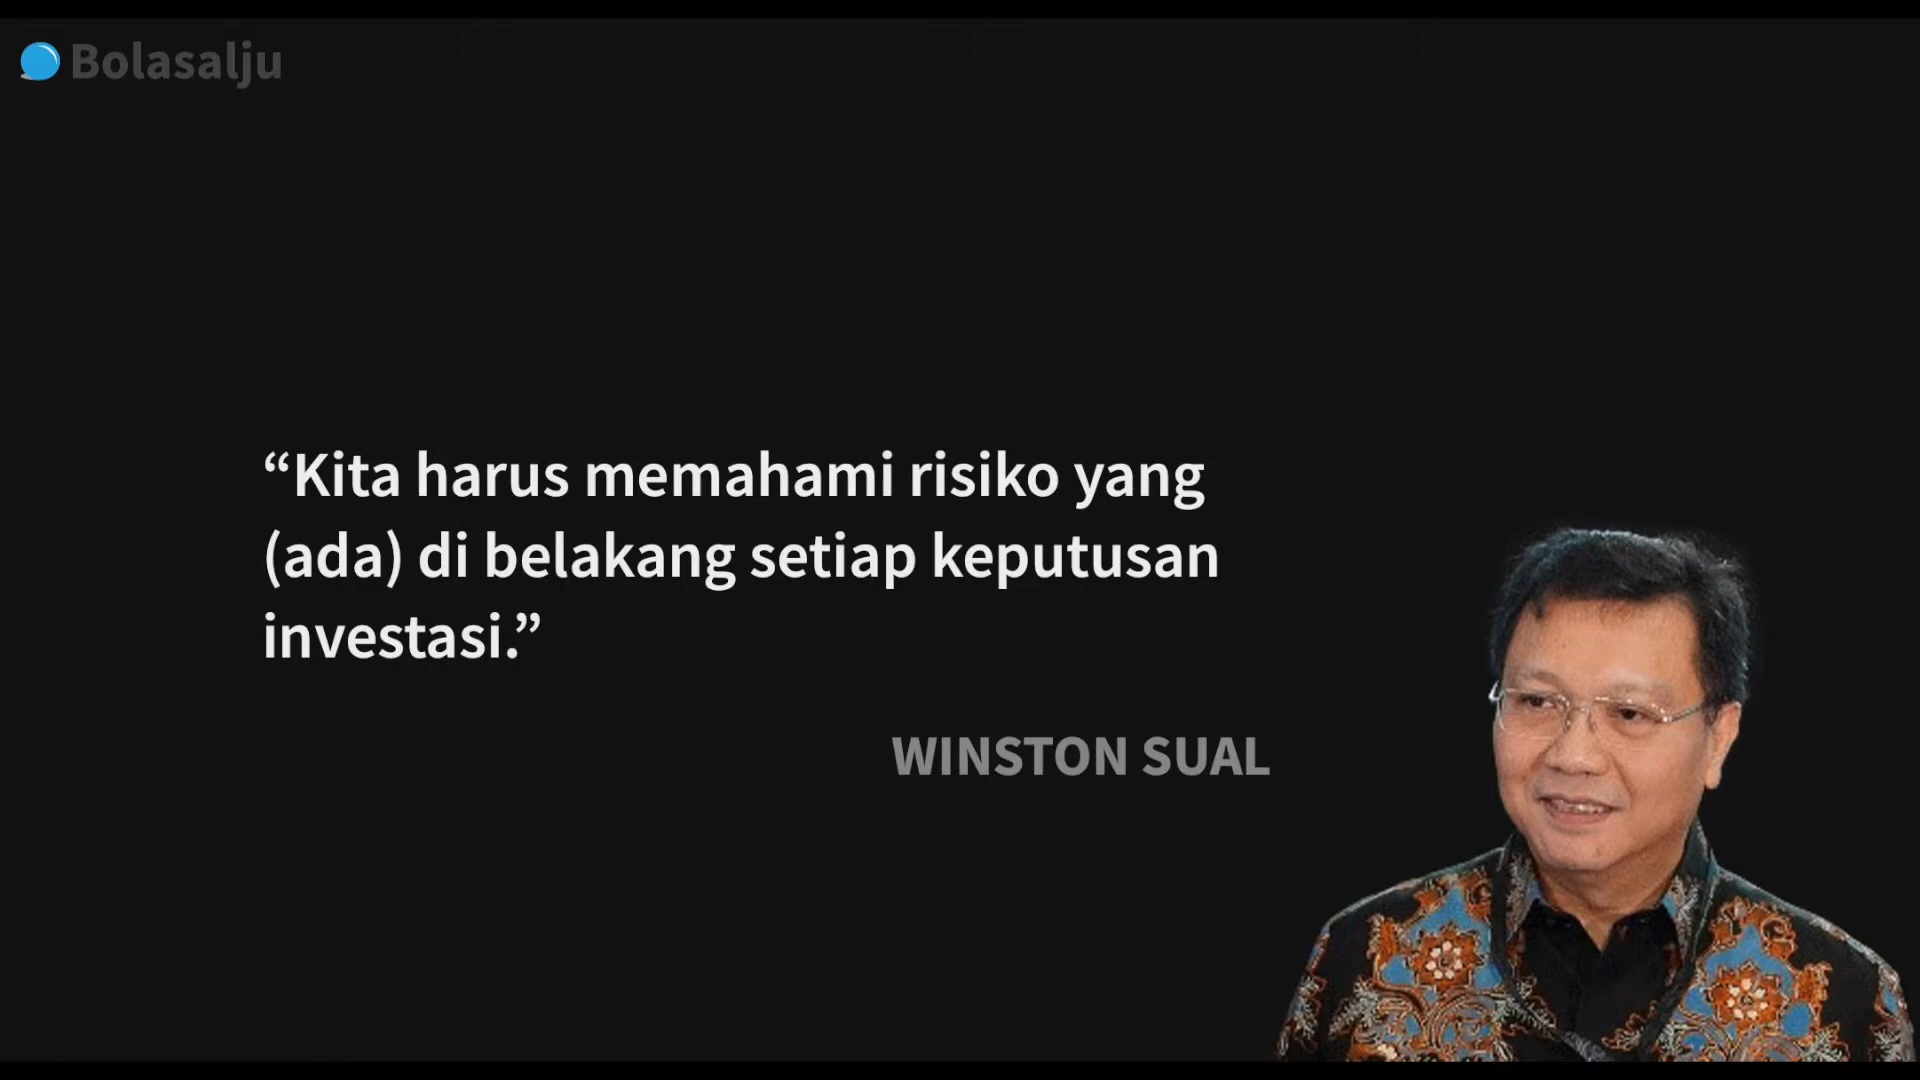 Bolasalju
“Kita harus memahami risiko yang
(ada) di belakang setiap keputusan
investasi.”
WINSTON SUAL